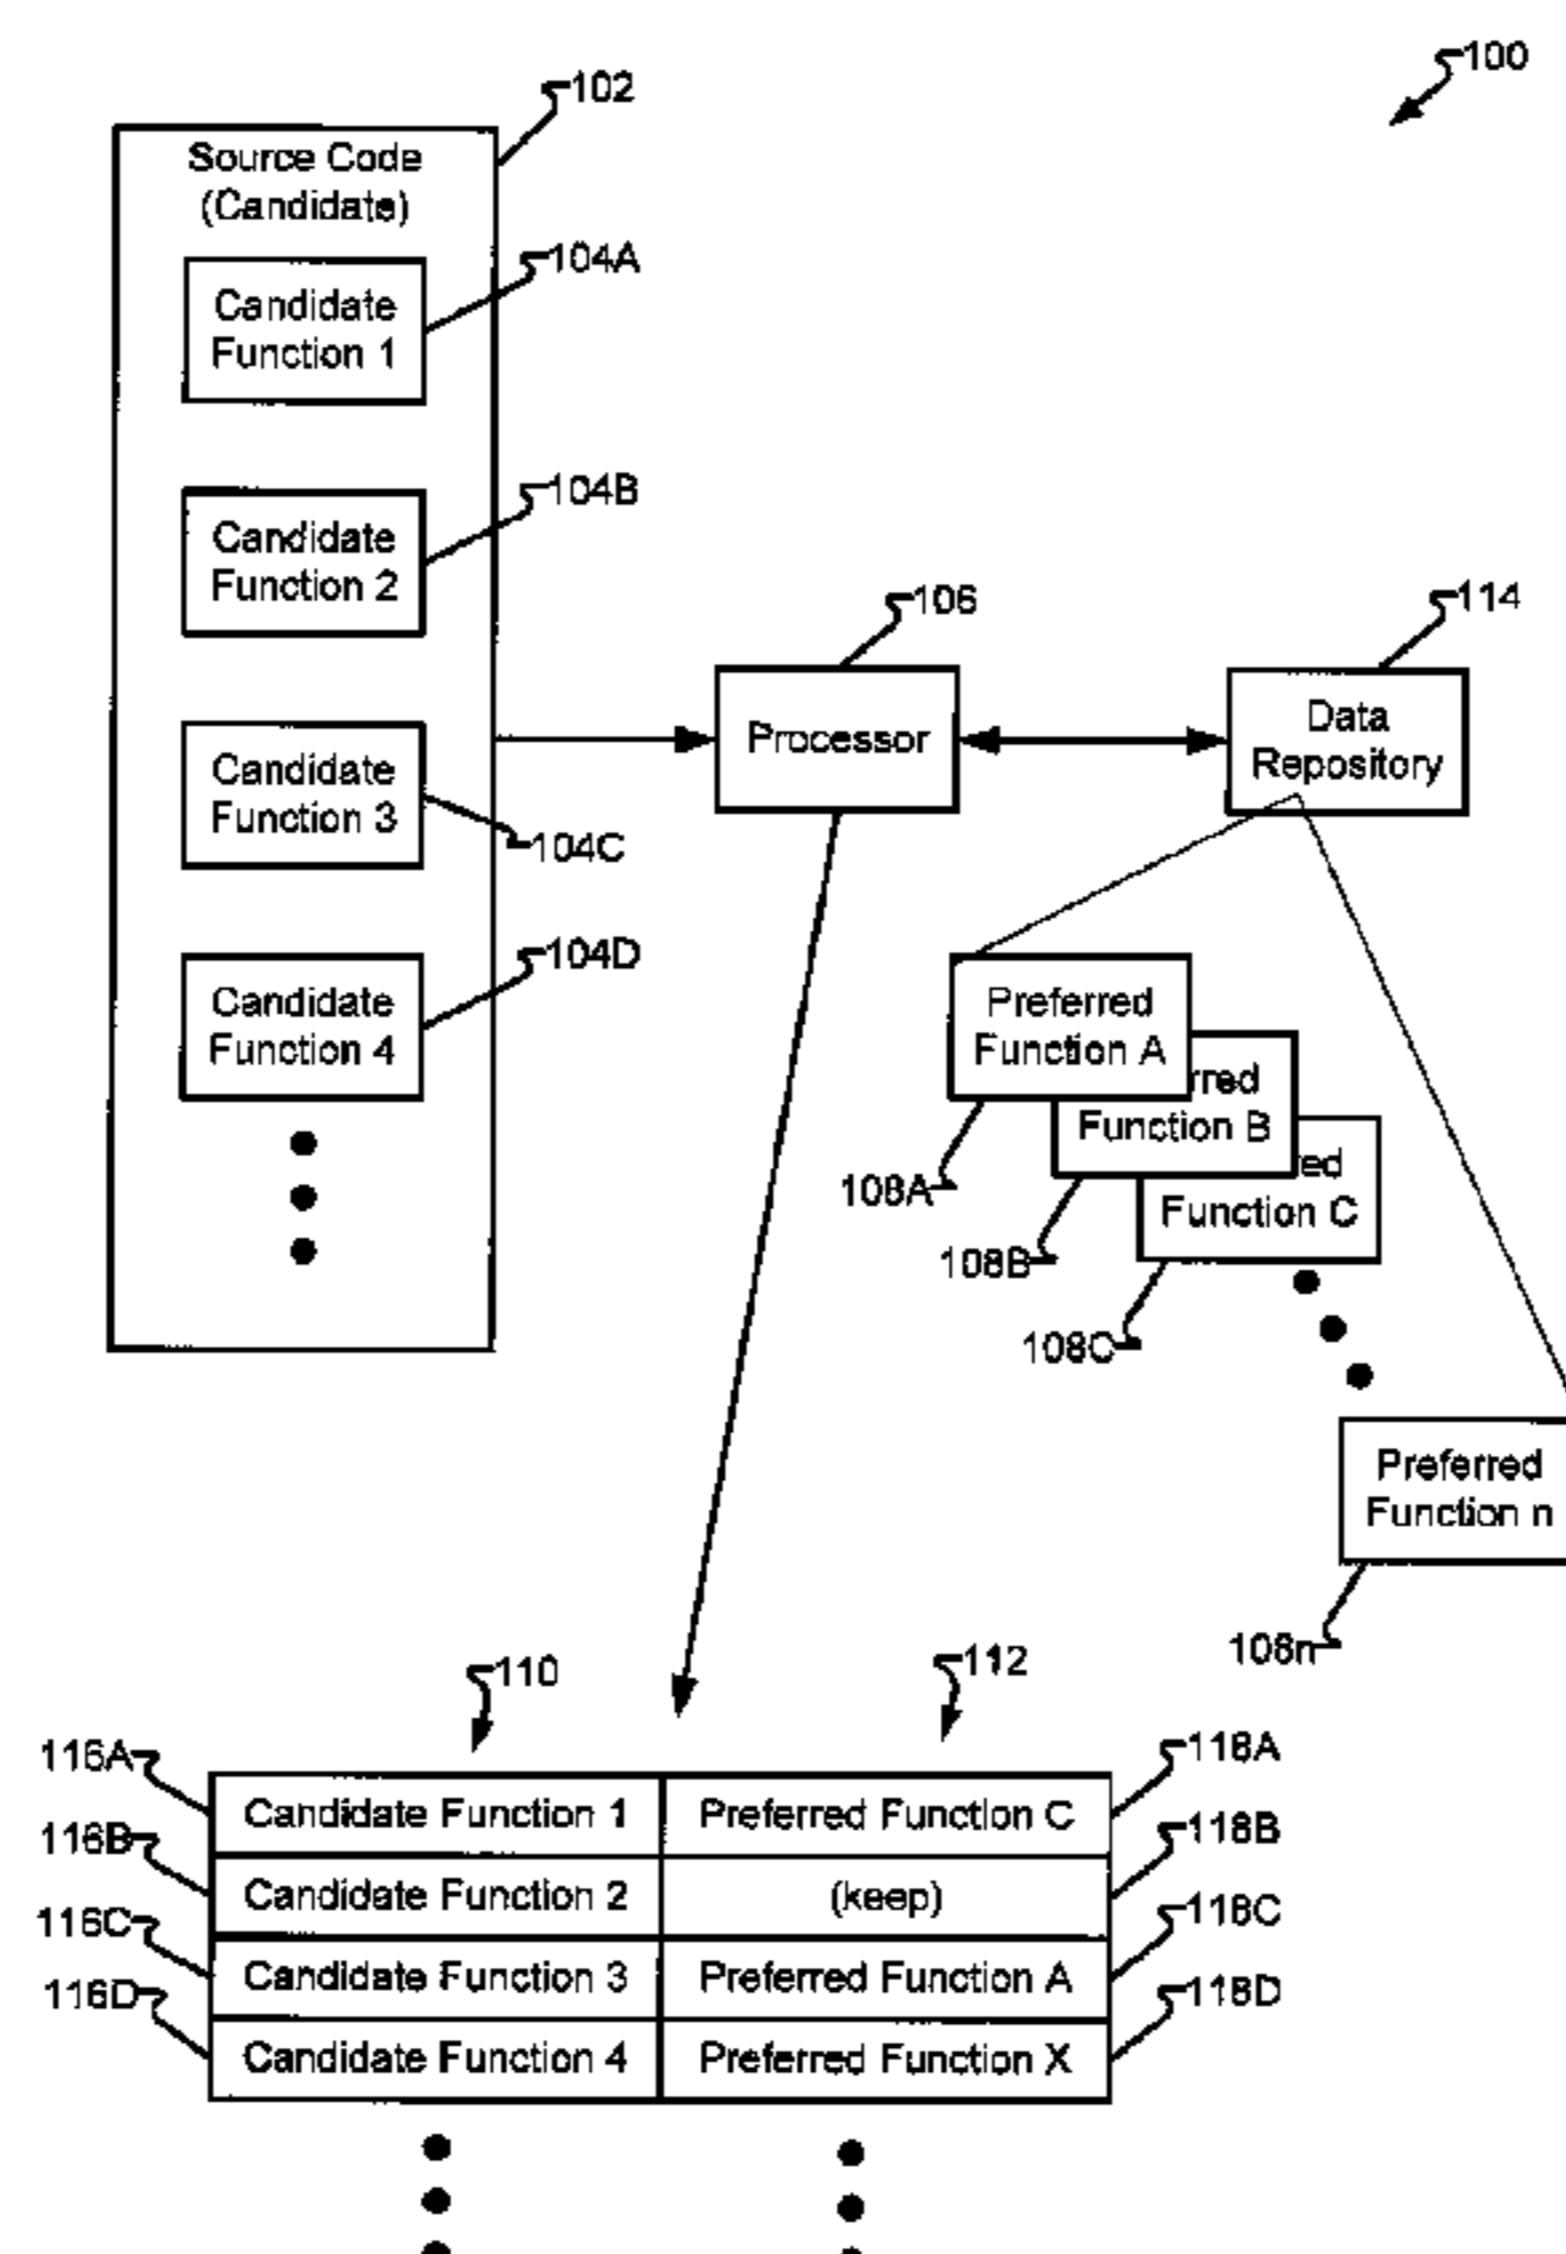 100
102
Source Code
(Candidate)
104A
Candidate
Function 1
104B
Candidate
Function 2
106
114
Processor
Data
Repository
Candidate
Function 3
104C
104D
Candidate
Function 4
Preferred
Function A
rred
Function B
108A
red
Function C
108B
108C
Preferred
Function n
108n
110
112
116A
Candidate Function 1
Preferred Function C
118A
116B
Candidate Function 2
(keep)
118B
116C
Candidate Function 3
Preferred Function A
118C
116D
Candidate Function 4
Preferred Function X
118D